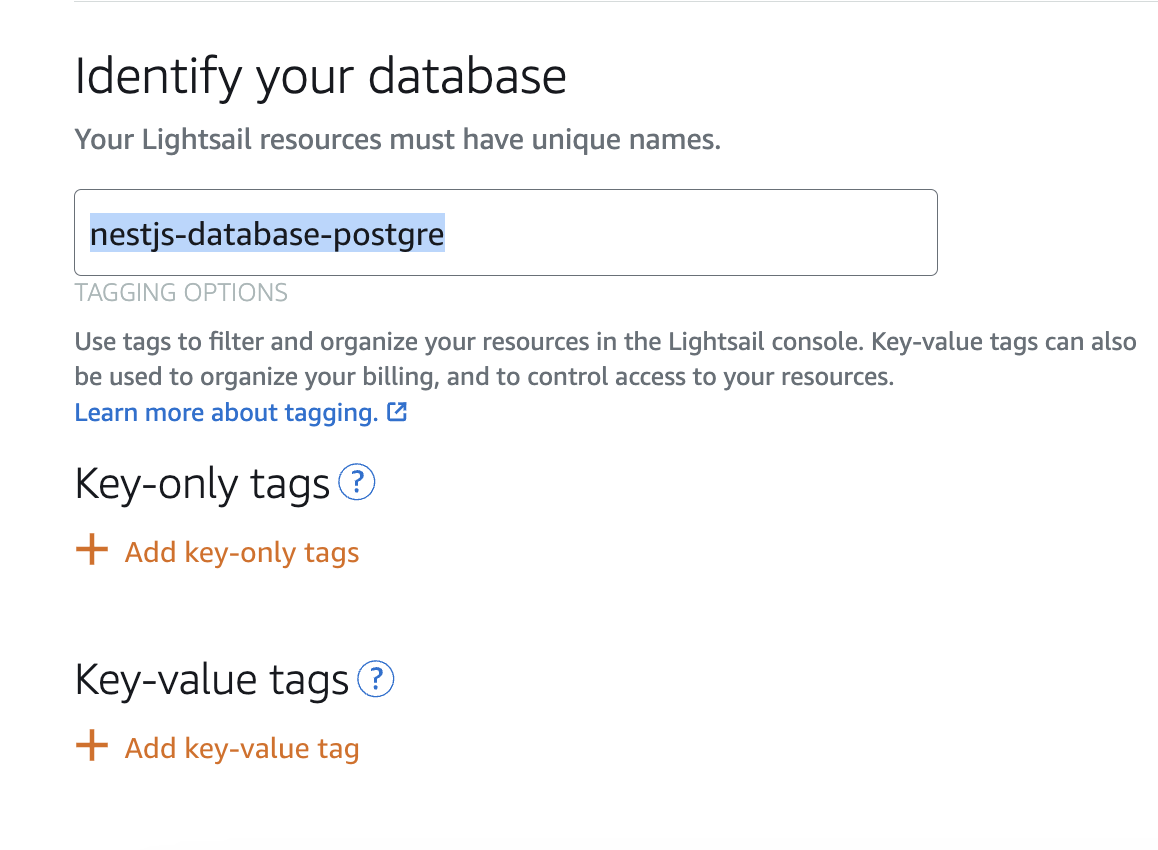 Identify your database
Your Lightsail resources must have unique names.
nestjs-database-postgre
TAGGING OPTIONS
Use tags to filter and organize your resources in the Lightsail console. Key-value tags can also
be used to organize your billing, and to control access to your resources.
Learn more about tagging.
Key-only tags ?
+ Add key-only tags
Key-value tags ?
+ Add key-value tag